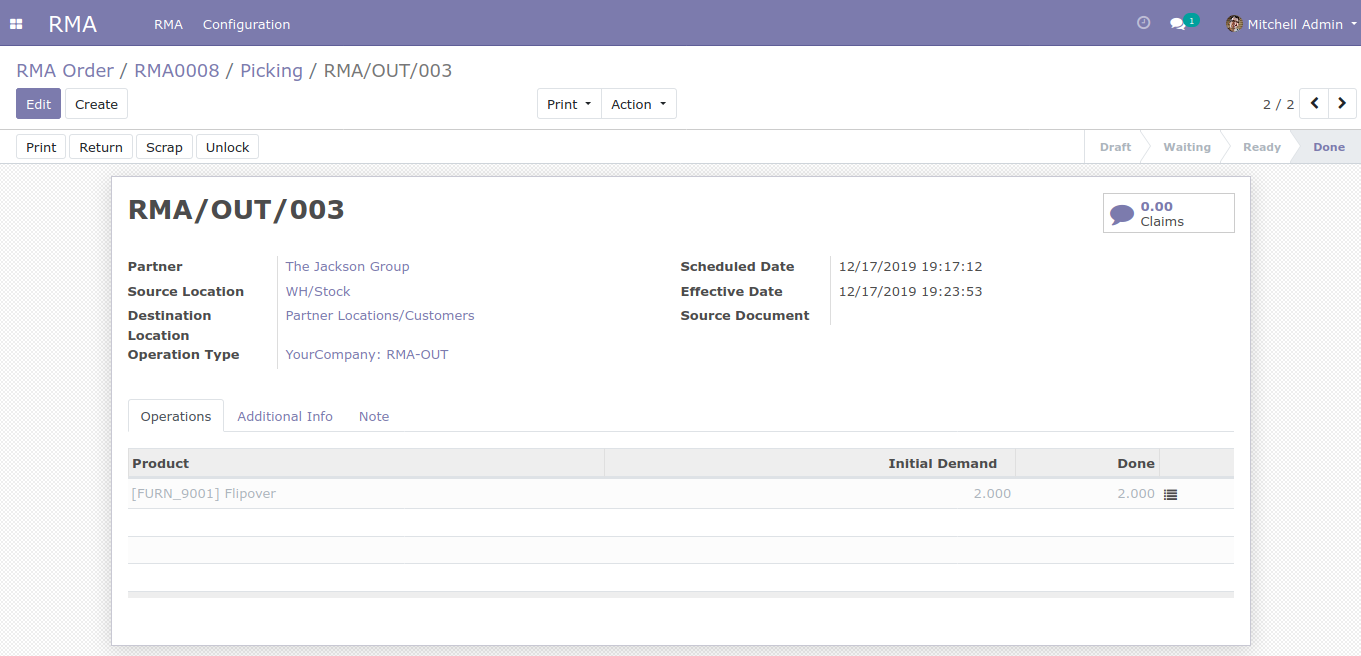 RMA RMA Configuration 1 Mitchell Admin
RMA Order / RMA0008 / Picking / RMA/OUT/003
Edit Create Print Action 2 / 2
Print Return Scrap Unlock Draft Waiting Ready Done
RMA/OUT/003
0.00
Claims
Partner The Jackson Group Scheduled Date 12/17/2019 19:17:12
Source Location WH/Stock Effective Date 12/17/2019 19:23:53
Destination Partner Locations/Customers Source Document
Location
Operation Type YourCompany: RMA-OUT
Operations Additional Info Note
Product Initial Demand Done
[FURN_9001] Flipover 2.000 2.000